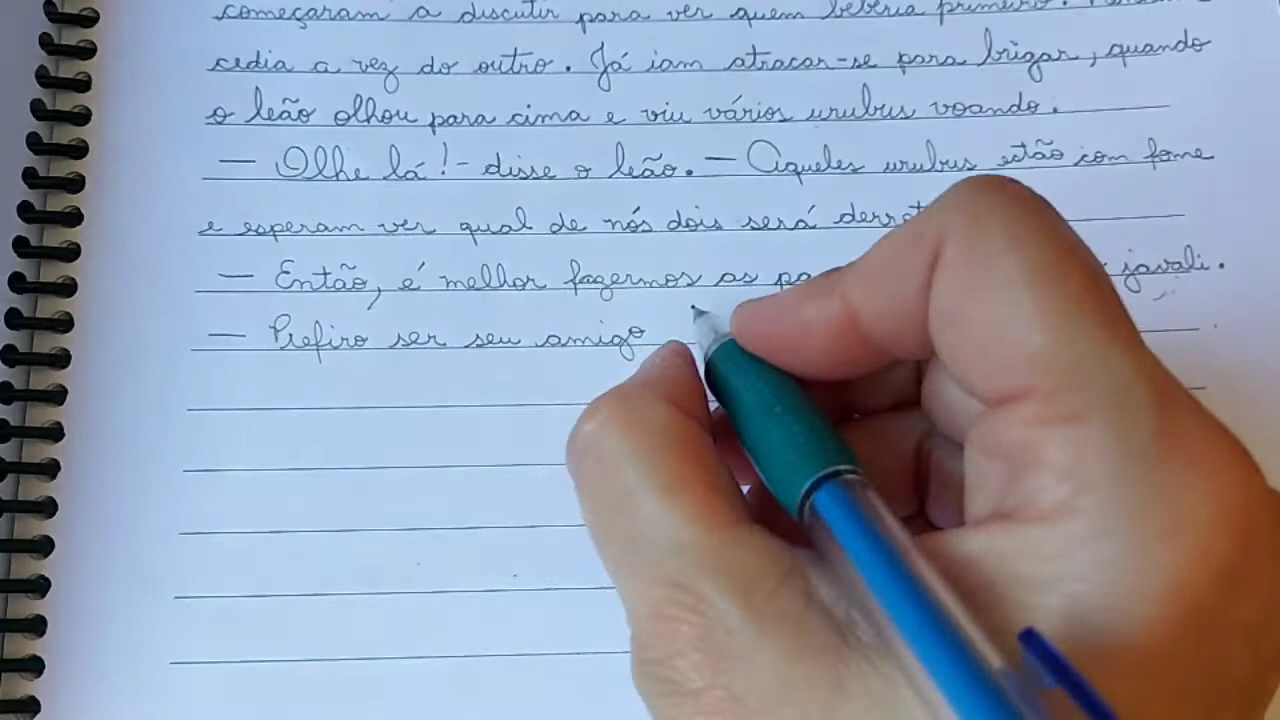 começaram a discutir para ver quem beberia primeiro.
cedia a vez do outro. Já iam atracar-se para brigar, quando
o leão olhou para cima e viu vários urubus voando.
— Olhe lá! - disse o leão. — Aqueles urubus estão com fome
e esperam ver qual de nós dois será
— Então, é melhor fazermos as javali.
— Prefiro ser seu amigo